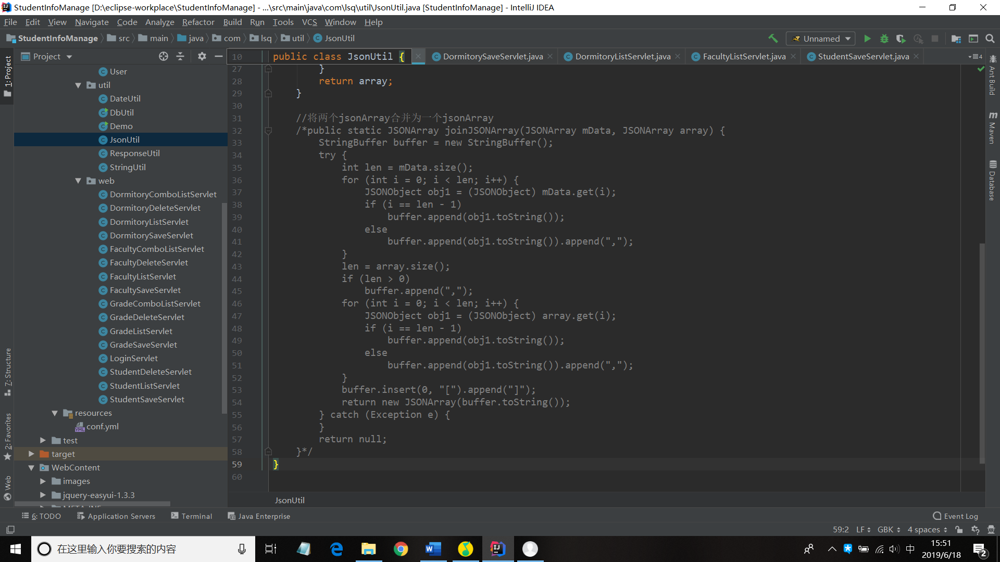 StudentInfoManage [D:\eclipse-workplace\StudentInfoManage] - ...\src\main\java\com\lsq\util\JsonUtil.java [StudentInfoManage] - IntelliJ IDEA
File Edit View Navigate Code Analyze Refactor Build Run Tools VCS Window Help
StudentInfoManage src main java com lsq util JsonUtil
Unnamed
Project
10 public class JsonUtil {
DormitorySaveServlet.java DormitoryListServlet.java FacultyListServlet.java StudentSaveServlet.java
4
1: Project
7: Structure
2: Favorites
Web
User
util
DateUtil
DbUtil
Demo
JsonUtil
ResponseUtil
StringUtil
web
DormitoryComboListServlet
DormitoryDeleteServlet
DormitoryListServlet
DormitorySaveServlet
FacultyComboListServlet
FacultyDeleteServlet
FacultyListServlet
FacultySaveServlet
GradeComboListServlet
GradeDeleteServlet
GradeListServlet
GradeSaveServlet
LoginServlet
StudentDeleteServlet
StudentListServlet
StudentSaveServlet
resources
conf.yml
test
target
WebContent
images
jquery-easyui-1.3.3
27 }
28 return array;
29 }
30
31 //将两个jsonArray合并为一个jsonArray
32 /*public static JSONArray joinJSONArray(JSONArray mData, JSONArray array) {
33 StringBuffer buffer = new StringBuffer();
34 try {
35 int len = mData.size();
36 for (int i = 0; i < len; i++) {
37 JSONObject obj1 = (JSONObject) mData.get(i);
38 if (i == len - 1)
39 buffer.append(obj1.toString());
40 else
41 buffer.append(obj1.toString()).append(",");
42 }
43 len = array.size();
44 if (len > 0)
45 buffer.append(",");
46 for (int i = 0; i < len; i++) {
47 JSONObject obj1 = (JSONObject) array.get(i);
48 if (i == len - 1)
49 buffer.append(obj1.toString());
50 else
51 buffer.append(obj1.toString()).append(",");
52 }
53 buffer.insert(0, "[").append("]");
54 return new JSONArray(buffer.toString());
55 } catch (Exception e) {
56 }
57 return null;
58 }*/
59 }
60
JsonUtil
Ant Build
Maven
Database
6: TODO Application Servers Terminal Java Enterprise Event Log
59:2 LF GBK 4 spaces
在这里输入你要搜索的内容
中
15:51
2019/6/18
2